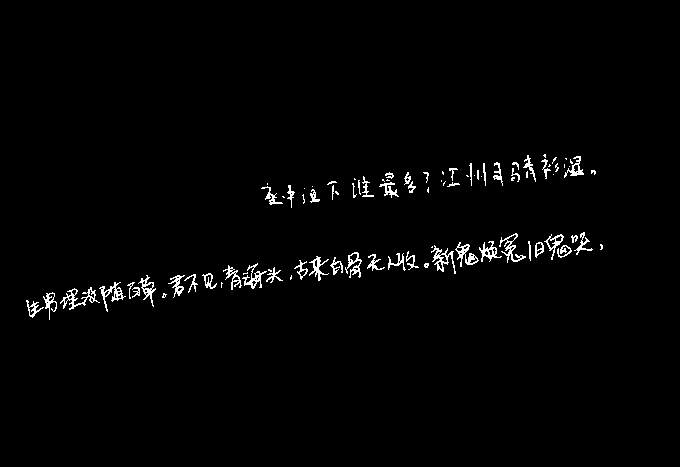 座中泣下谁最多?江州司马青衫湿。
生男埋没随百草。君不见,青海头,古来白骨无人收。新鬼烦冤旧鬼哭,